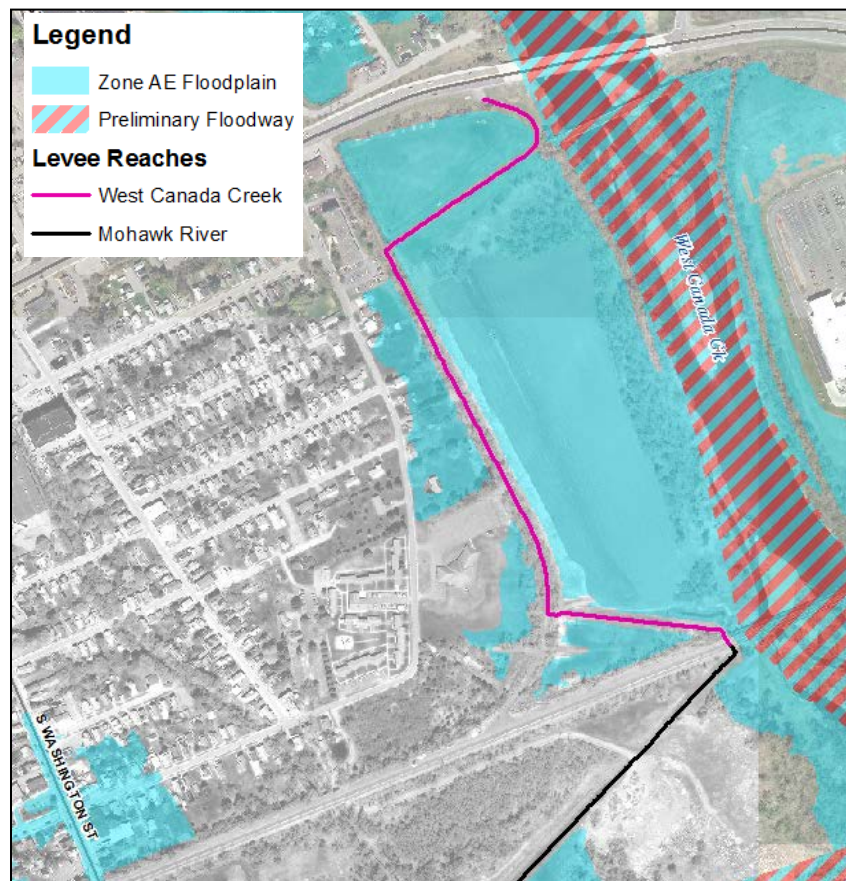 Legend
Zone AE Floodplain
Preliminary Floodway
Levee Reaches
West Canada Creek
Mohawk River
West Canada Ck
S WASHINGTON ST